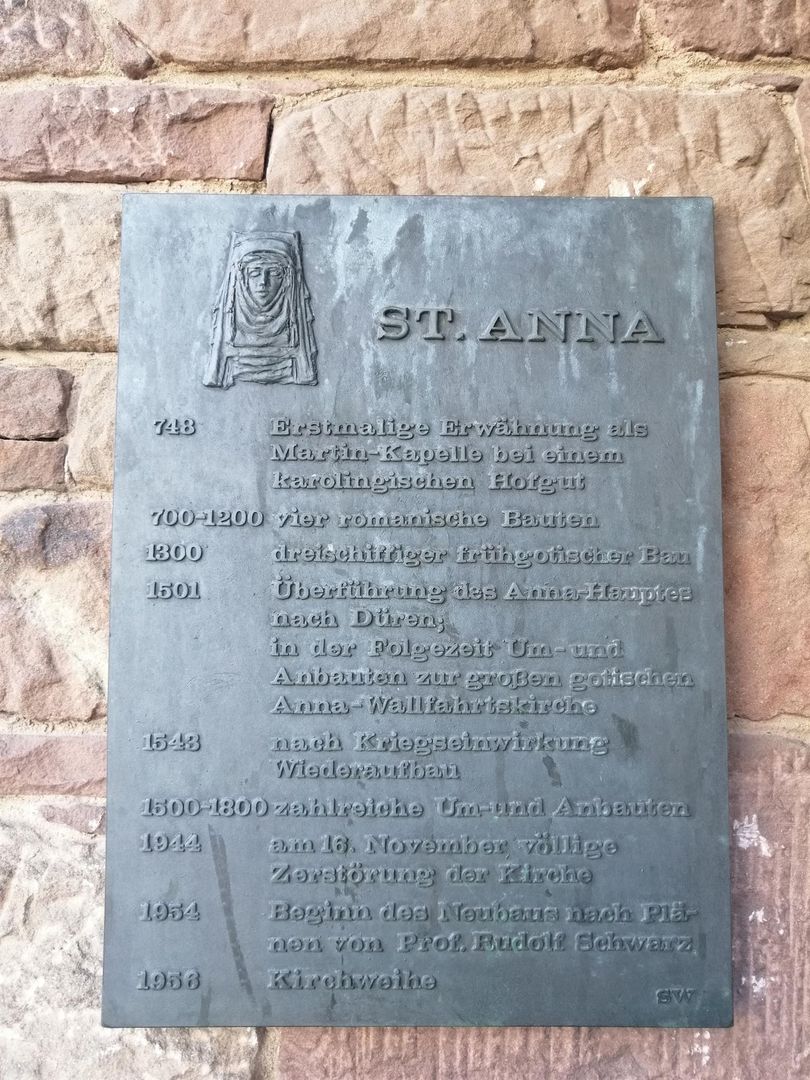 ST. ANNA
748 Erstmalige Erwähnung als
Martin-Kapelle bei einem
karolingischen Hofgut
700-1200 vier romanische Bauten
1300 dreischiffiger frühgotischer Bau
1501 Überführung des Anna-Hauptes
nach Düren;
in der Folgezeit Um- und
Anbauten zur großen gotischen
Anna-Wallfahrtskirche
1543 nach Kriegseinwirkung
Wiederaufbau
1500-1800 zahlreiche Um- und Anbauten
1944 am 16. November völlige
Zerstörung der Kirche
1954 Beginn des Neubaus nach Plä-
nen von Prof. Rudolf Schwarz
1956 Kirchweihe
SW